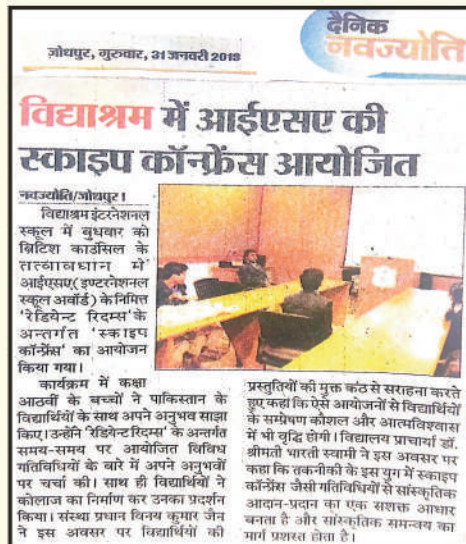 जोधपुर, गुरुवार, 31 जनवरी 2019
दैनिक
नवज्योति
विद्याश्रम में आईएसए की
स्काइप कॉन्फ्रेंस आयोजित
नवज्योति/जोधपुर।
विद्याश्रम इंटरनेशनल
स्कूल में बुधवार को
ब्रिटिश काउंसिल के
तत्वावधान में
आईएसए(इण्टरनेशनल
स्कूल अवॉर्ड) के निमित्त
'रेडियेन्ट रिदम्स' के
अन्तर्गत 'स्काइप
कॉन्फ्रेंस' का आयोजन
किया गया।
कार्यक्रम में कक्षा
आठवीं के बच्चों ने पाकिस्तान के
विद्यार्थियों के साथ अपने अनुभव साझा
किए। उन्होंने 'रेडियेन्ट रिदम्स' के अन्तर्गत
समय-समय पर आयोजित विविध
गतिविधियों के बारे में अपने अनुभवों
पर चर्चा की। साथ ही विद्यार्थियों ने
कोलाज का निर्माण कर उनका प्रदर्शन
किया। संस्था प्रधान विनय कुमार जैन
ने इस अवसर पर विद्यार्थियों की
प्रस्तुतियों की मुक्त कंठ से सराहना करते
हुए कहा कि ऐसे आयोजनों से विद्यार्थियों
के सम्प्रेषण कौशल और आत्मविश्वास
में भी वृद्धि होगी। विद्यालय प्राचार्या डॉ.
श्रीमती भारती स्वामी ने इस अवसर पर
कहा कि तकनीकी के इस युग में स्काइप
कॉन्फ्रेंस जैसी गतिविधियों से सांस्कृतिक
आदान-प्रदान का एक सशक्त आधार
बनता है और सांस्कृतिक समन्वय का
मार्ग प्रशस्त होता है।